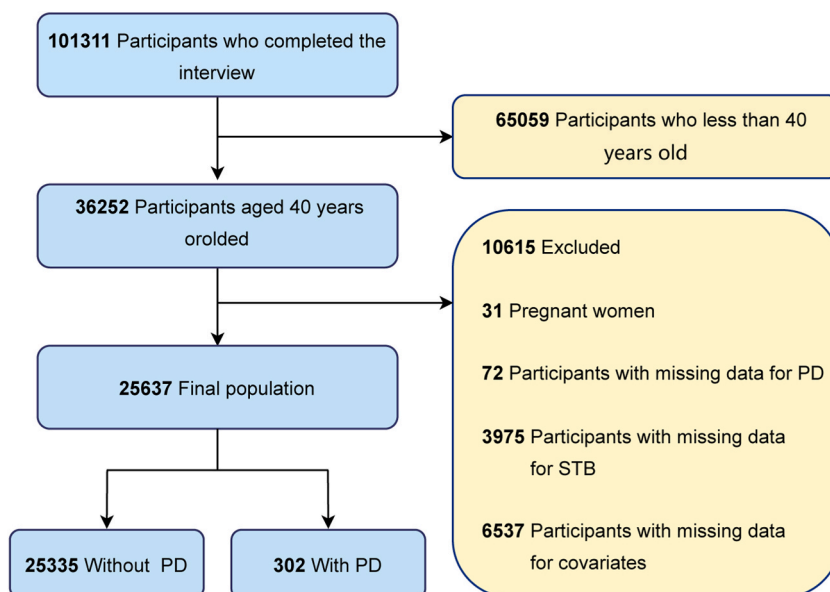 101311 Participants who completed the
interview
65059 Participants who less than 40
years old
36252 Participants aged 40 years
orolded
10615 Excluded
31 Pregnant women
72 Participants with missing data for PD
3975 Participants with missing data
for STB
6537 Participants with missing data
for covariates
25637 Final population
25335 Without PD
302 With PD